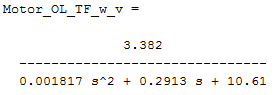 Motor_OL_TF_w_v =
3.382
-------------------------------
0.001817 s^2 + 0.2913 s + 10.61